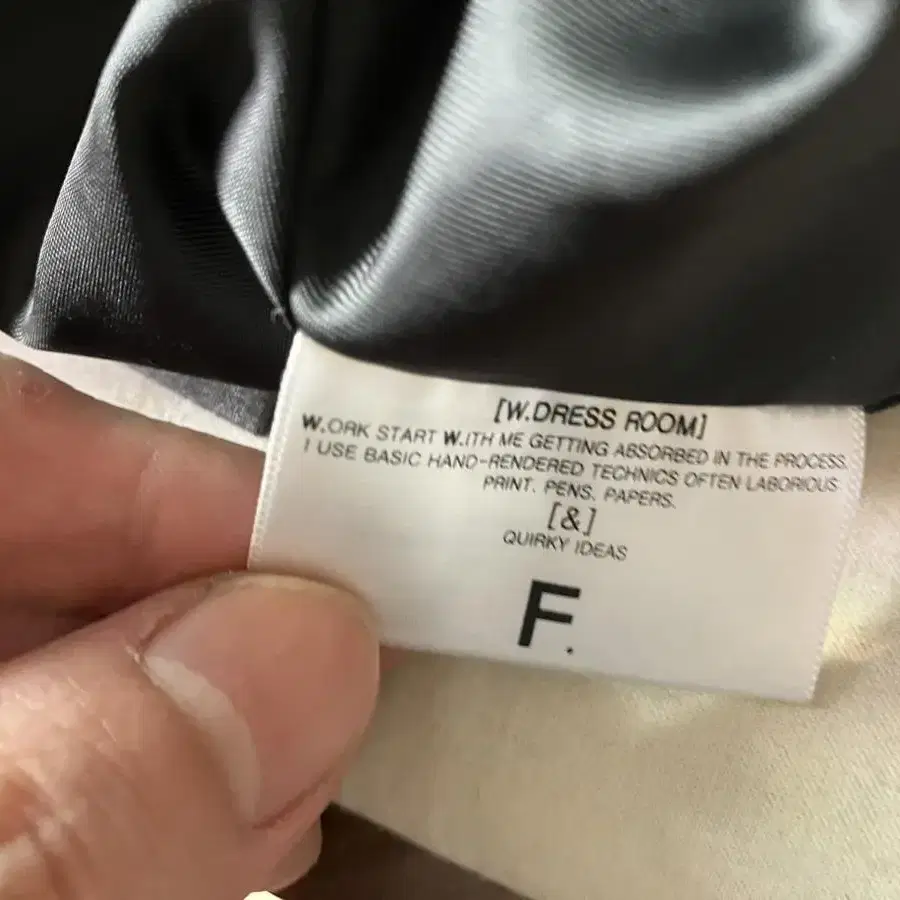 [W.DRESS ROOM]
W.ORK START W.ITH ME GETTING ABSORBED IN THE PROCESS.
I USE BASIC HAND-RENDERED TECHNICS OFTEN LABORIOUS.
PRINT. PENS. PAPERS.
[&]
QUIRKY IDEAS
F.